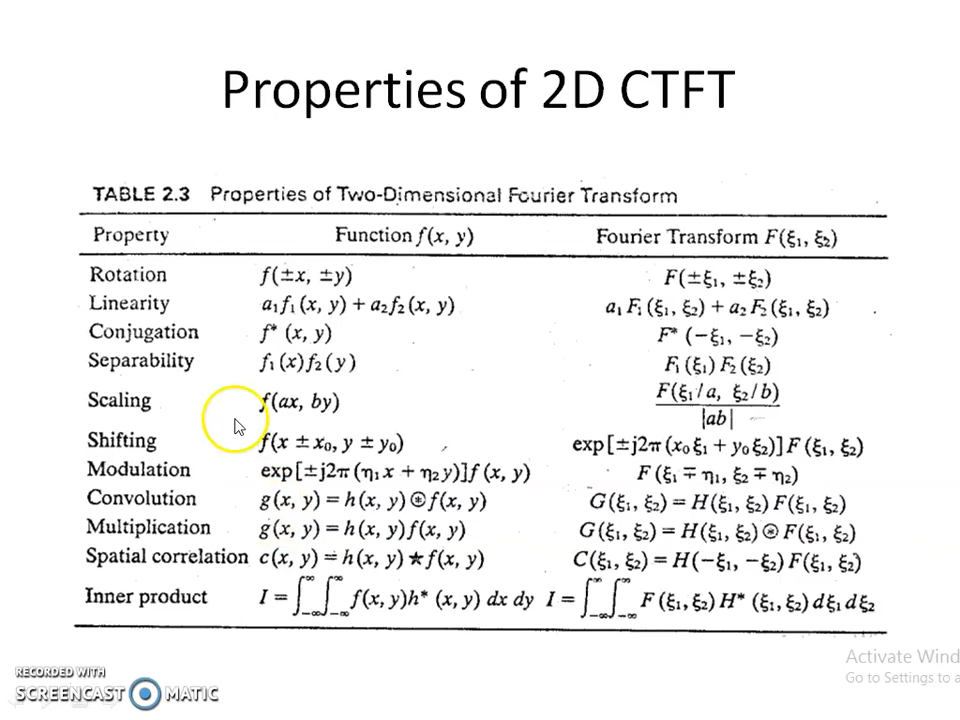 Properties of 2D CTFT
TABLE 2.3 Properties of Two-Dimensional Fourier Transform
Property Function f(x, y) Fourier Transform F(ξ₁, ξ₂)
Rotation f(±x, ±y) F(±ξ₁, ±ξ₂)
Linearity a₁f₁(x, y) + a₂f₂(x, y) a₁F₁(ξ₁, ξ₂) + a₂F₂(ξ₁, ξ₂)
Conjugation f*(x, y) F*(−ξ₁, −ξ₂)
Separability f₁(x)f₂(y) F₁(ξ₁)F₂(ξ₂)
Scaling f(ax, by) F(ξ₁/a, ξ₂/b) / |ab|
Shifting f(x ± x₀, y ± y₀) exp[±j2π(x₀ξ₁ + y₀ξ₂)]F(ξ₁, ξ₂)
Modulation exp[±j2π(η₁x + η₂y)]f(x, y) F(ξ₁ ∓ η₁, ξ₂ ∓ η₂)
Convolution g(x, y) = h(x, y) ⊛ f(x, y) G(ξ₁, ξ₂) = H(ξ₁, ξ₂)F(ξ₁, ξ₂)
Multiplication g(x, y) = h(x, y)f(x, y) G(ξ₁, ξ₂) = H(ξ₁, ξ₂) ⊛ F(ξ₁, ξ₂)
Spatial correlation c(x, y) = h(x, y) ★ f(x, y) C(ξ₁, ξ₂) = H(−ξ₁, −ξ₂)F(ξ₁, ξ₂)
Inner product I = ∫_{−∞}^{∞}∫_{−∞}^{∞} f(x, y)h*(x, y) dx dy I = ∫_{−∞}^{∞}∫_{−∞}^{∞} F(ξ₁, ξ₂)H*(ξ₁, ξ₂) dξ₁ dξ₂
Activate Wind
Go to Settings to a
RECORDED WITH
SCREENCAST MATIC